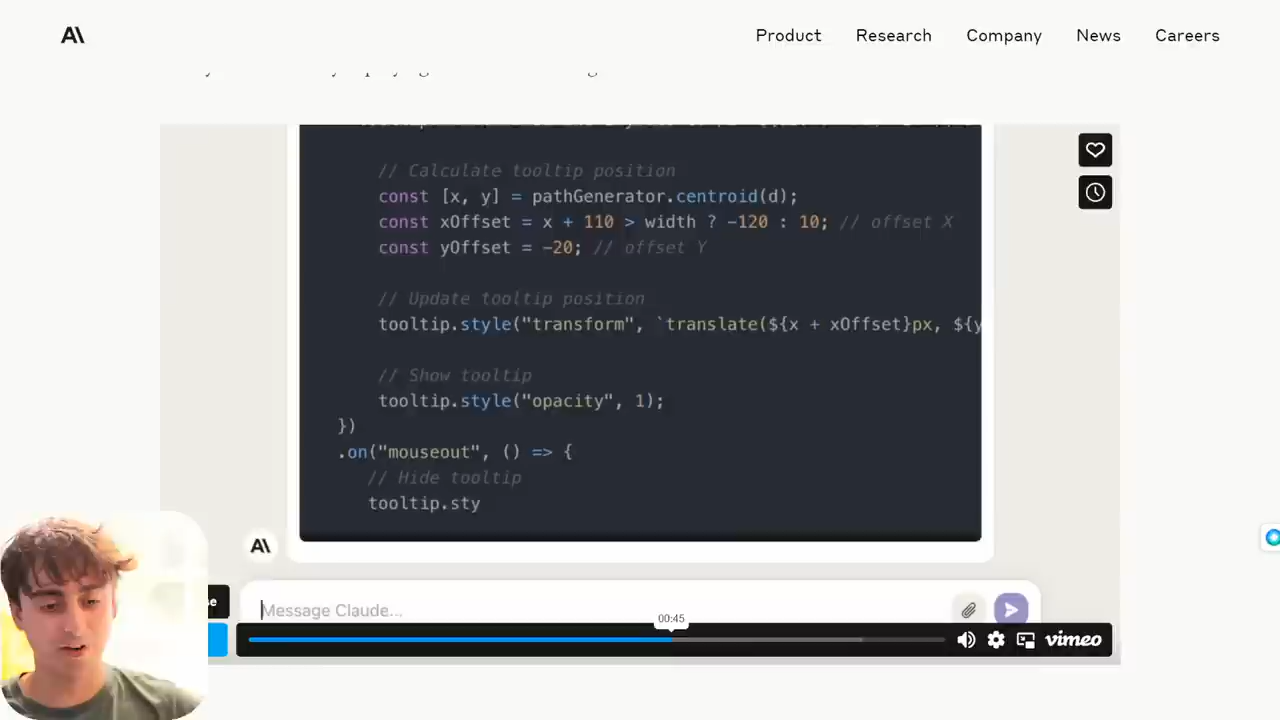 A\
Product
Research
Company
News
Careers
// Calculate tooltip position
const [x, y] = pathGenerator.centroid(d);
const xOffset = x + 110 > width ? -120 : 10; // offset X
const yOffset = -20; // offset Y
// Update tooltip position
tooltip.style("transform", `translate(${x + xOffset}px, ${y
// Show tooltip
tooltip.style("opacity", 1);
})
.on("mouseout", () => {
// Hide tooltip
tooltip.sty
A\
Message Claude...
00:45
vimeo